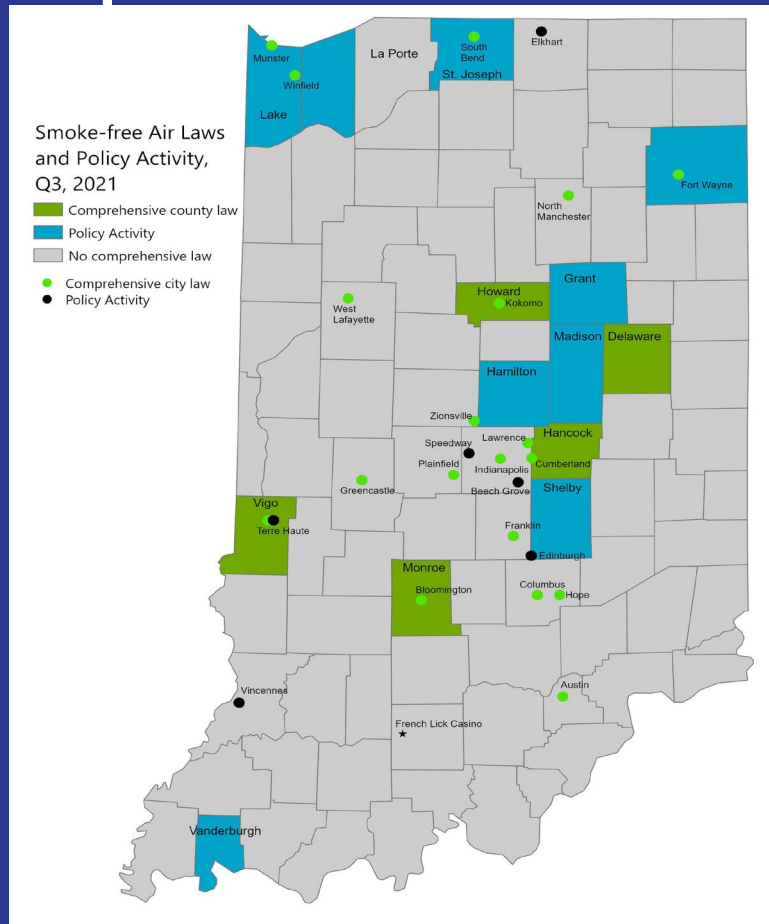 Smoke-free Air Laws
and Policy Activity,
Q3, 2021
Comprehensive county law
Policy Activity
No comprehensive law
Comprehensive city law
Policy Activity
Munster
Winfield
Lake
La Porte
South
Bend
St. Joseph
Elkhart
Fort Wayne
North
Manchester
West
Lafayette
Howard
Kokomo
Grant
Madison
Delaware
Hamilton
Zionsville
Speedway
Lawrence
Hancock
Plainfield
Indianapolis
Cumberland
Greencastle
Beech Grove
Shelby
Vigo
Terre Haute
Franklin
Edinburgh
Monroe
Bloomington
Columbus
Hope
Vincennes
Austin
French Lick Casino
Vanderburgh